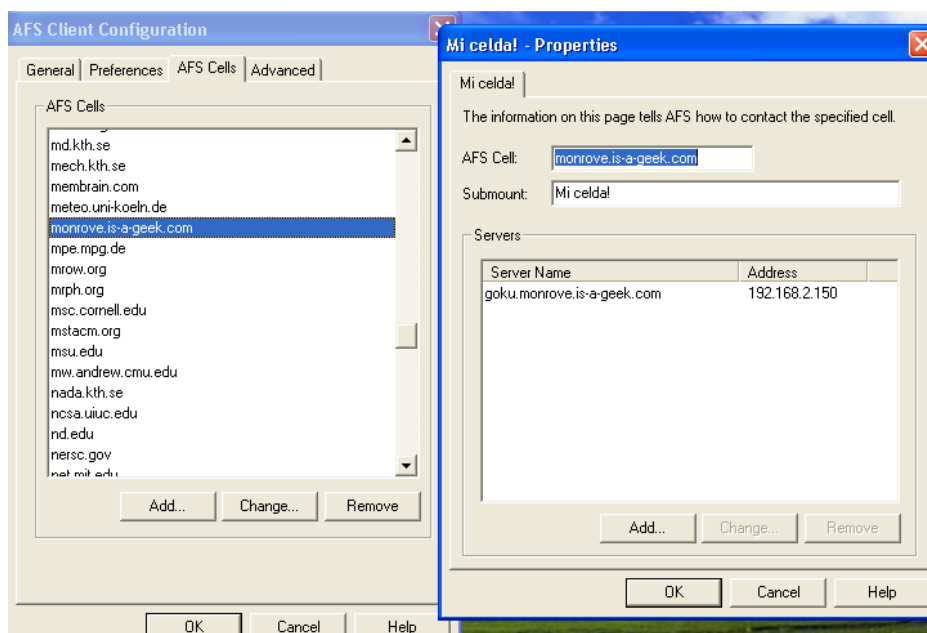 AFS Client Configuration
General Preferences AFS Cells Advanced
AFS Cells
md.kth.se
mech.kth.se
membrain.com
meteo.uni-koeln.de
monrove.is-a-geek.com
mpe.mpg.de
mrow.org
mrph.org
msc.cornell.edu
mstacm.org
msu.edu
mw.andrew.cmu.edu
nada.kth.se
ncsa.uiuc.edu
nd.edu
nersc.gov
net.mit.edu
Add... Change... Remove
OK Cancel Help
Mi celda! - Properties
Mi celda!
The information on this page tells AFS how to contact the specified cell.
AFS Cell: monrove.is-a-geek.com
Submount: Mi celda!
Servers
Server Name Address
goku.monrove.is-a-geek.com 192.168.2.150
Add... Change... Remove
OK Cancel Help